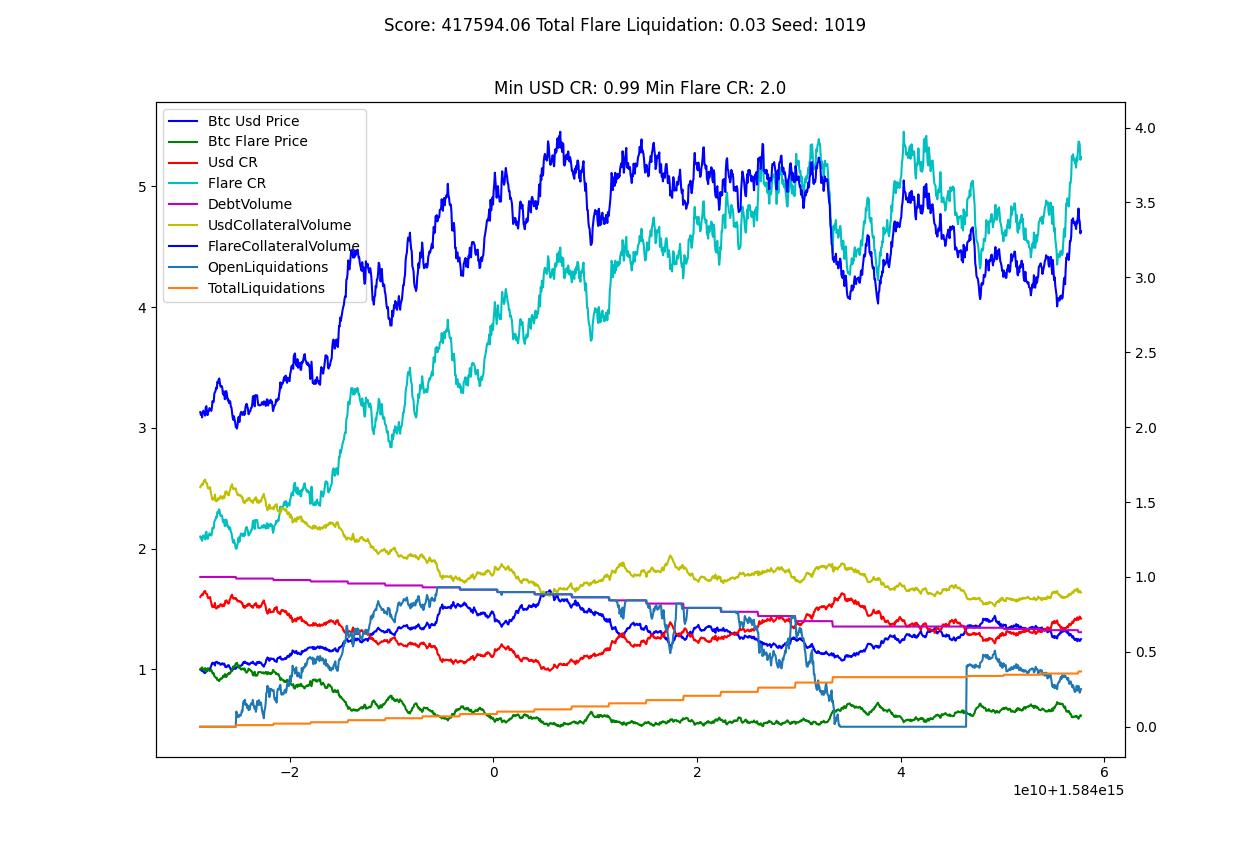 Score: 417594.06 Total Flare Liquidation: 0.03 Seed: 1019
Min USD CR: 0.99 Min Flare CR: 2.0
Btc Usd Price
Btc Flare Price
Usd CR
Flare CR
DebtVolume
UsdCollateralVolume
FlareCollateralVolume
OpenLiquidations
TotalLiquidations
5
4
3
2
1
4.0
3.5
3.0
2.5
2.0
1.5
1.0
0.5
0.0
−2 0 2 4 6
1e10+1.584e15